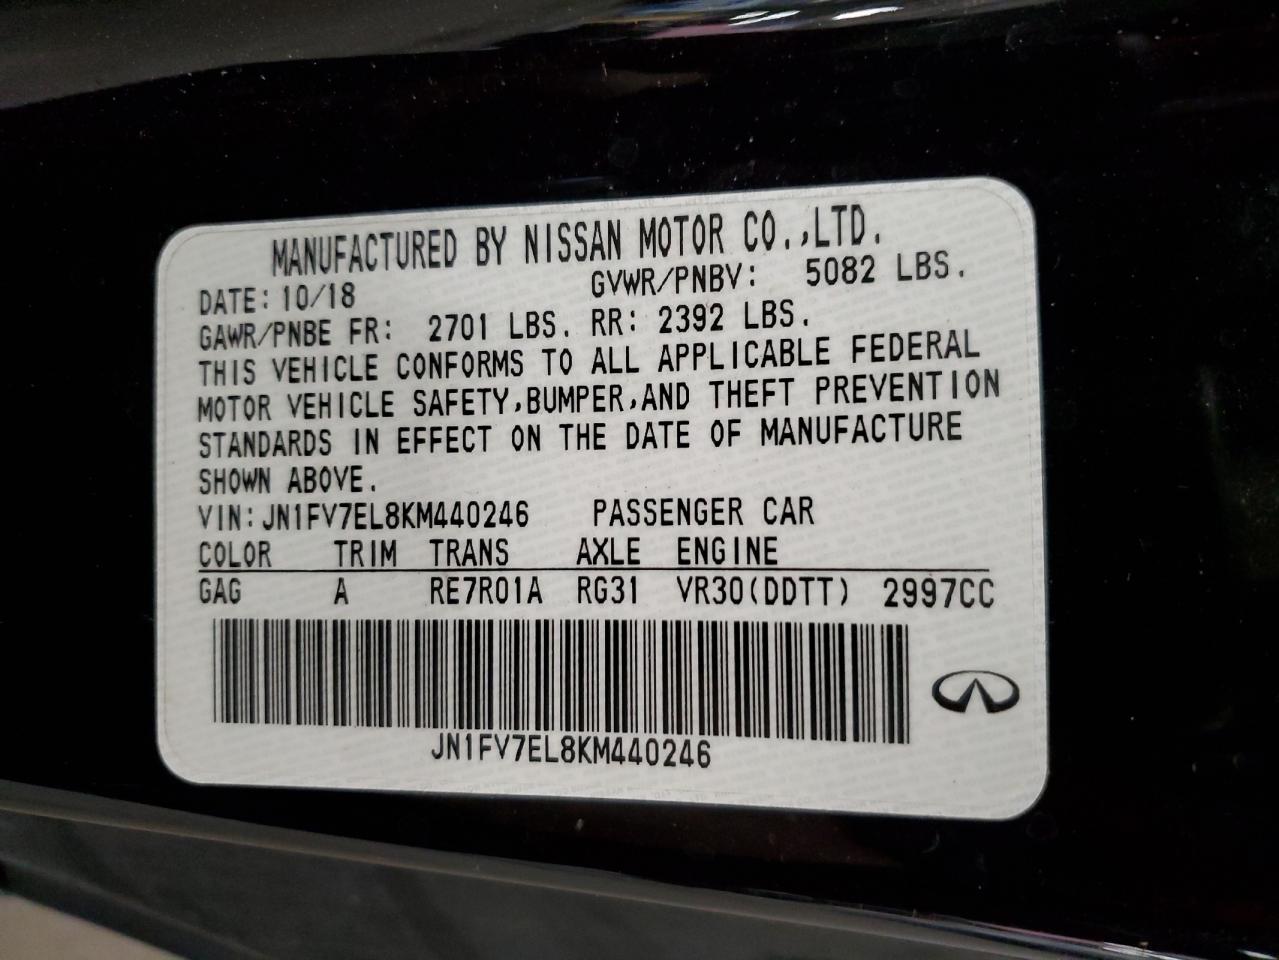 MANUFACTURED BY NISSAN MOTOR CO.,LTD.
DATE: 10/18 GVWR/PNBV: 5082 LBS.
GAWR/PNBE FR: 2701 LBS. RR: 2392 LBS.
THIS VEHICLE CONFORMS TO ALL APPLICABLE FEDERAL
MOTOR VEHICLE SAFETY,BUMPER,AND THEFT PREVENTION
STANDARDS IN EFFECT ON THE DATE OF MANUFACTURE
SHOWN ABOVE.
VIN: JN1FV7EL8KM440246 PASSENGER CAR
COLOR TRIM TRANS AXLE ENGINE
GAG A RE7R01A RG31 VR30(DDTT) 2997CC
JN1FV7EL8KM440246